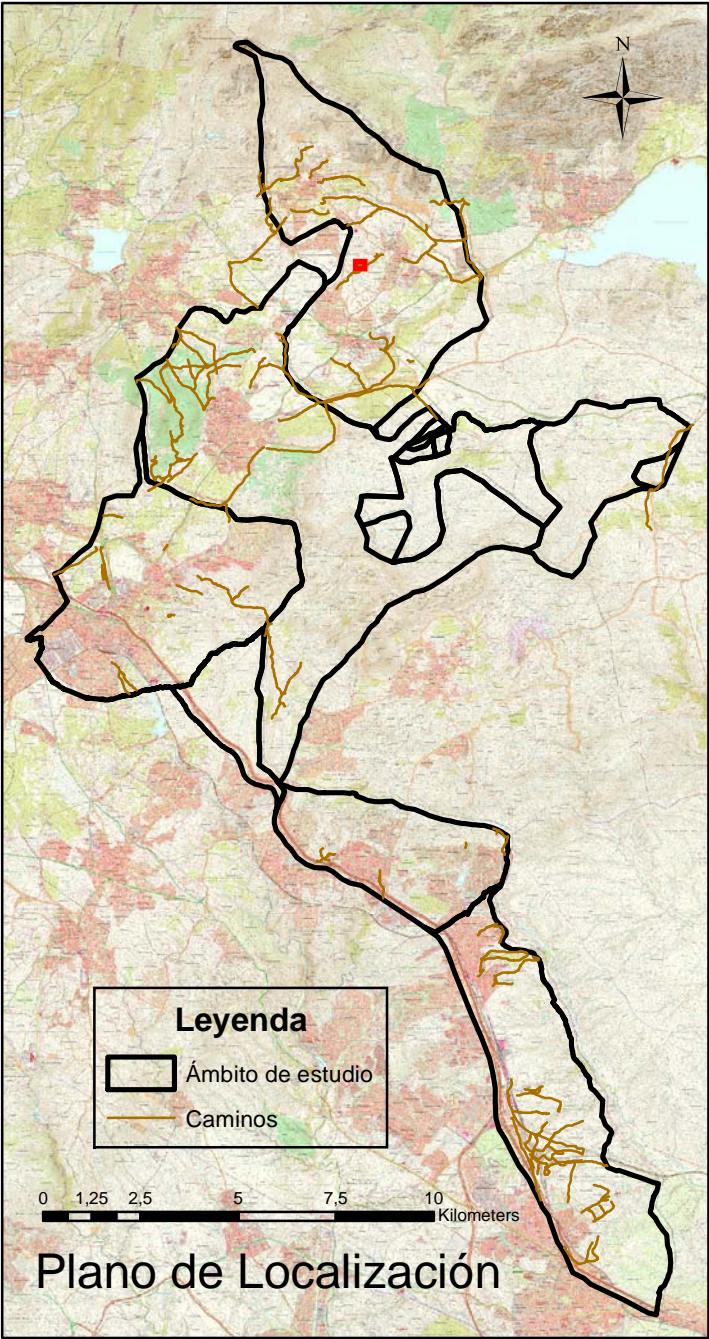 N
Leyenda
Ámbito de estudio
Caminos
0 1,25 2,5 5 7,5 10
Kilometers
Plano de Localización